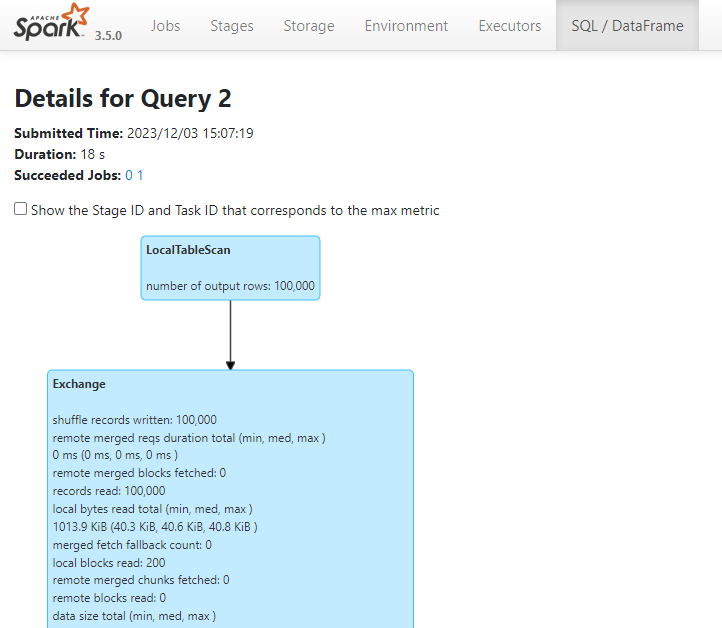 APACHE
Spark 3.5.0 Jobs Stages Storage Environment Executors SQL / DataFrame
Details for Query 2
Submitted Time: 2023/12/03 15:07:19
Duration: 18 s
Succeeded Jobs: 0 1
Show the Stage ID and Task ID that corresponds to the max metric
LocalTableScan
number of output rows: 100,000
Exchange
shuffle records written: 100,000
remote merged reqs duration total (min, med, max )
0 ms (0 ms, 0 ms, 0 ms )
remote merged blocks fetched: 0
records read: 100,000
local bytes read total (min, med, max )
1013.9 KiB (40.3 KiB, 40.6 KiB, 40.8 KiB )
merged fetch fallback count: 0
local blocks read: 200
remote merged chunks fetched: 0
remote blocks read: 0
data size total (min, med, max )